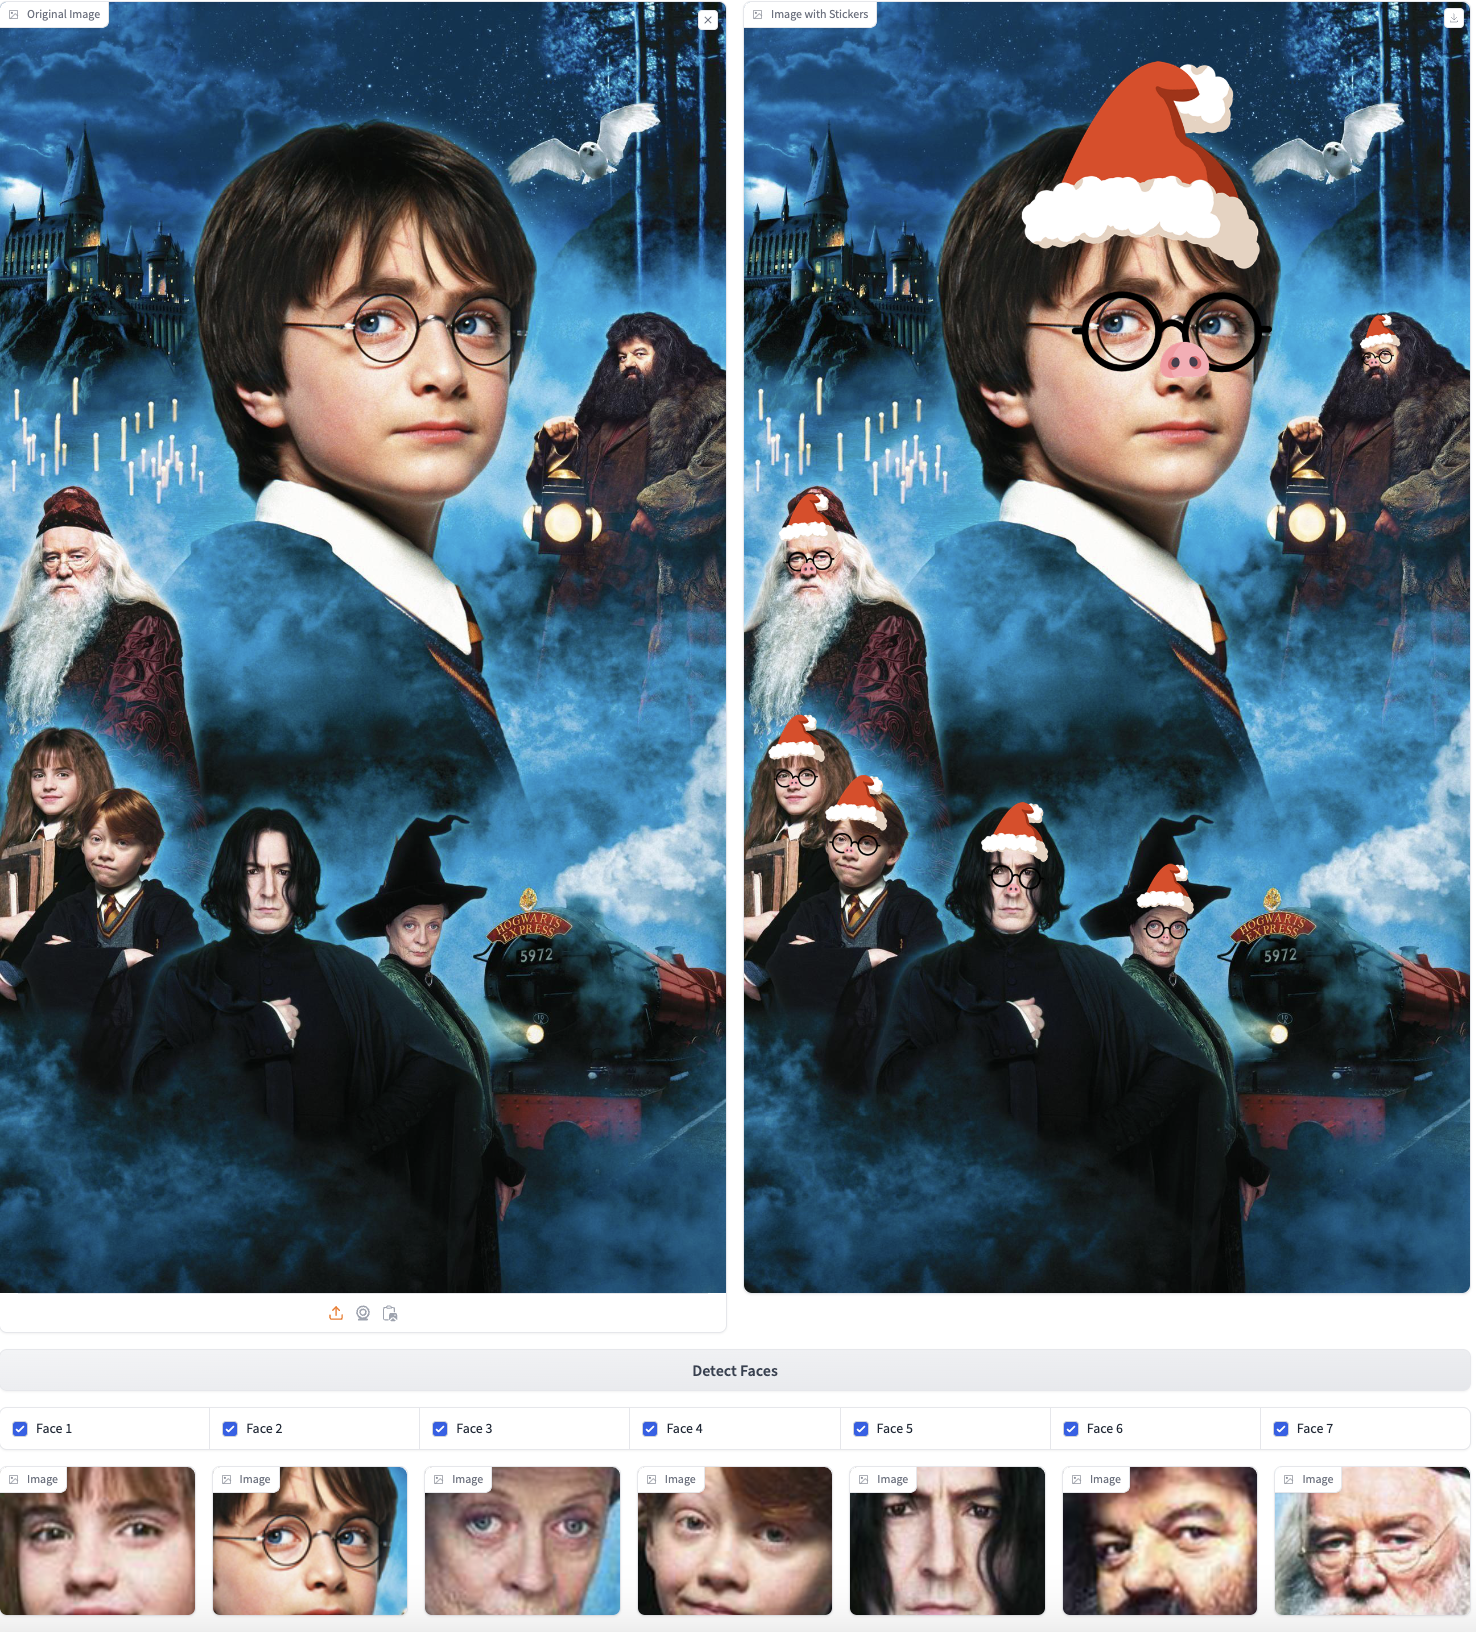 Original Image
Image with Stickers
HOGWARTS
EXPRESS
5972
HOGWARTS
EXPRESS
5972
Detect Faces
Face 1
Face 2
Face 3
Face 4
Face 5
Face 6
Face 7
Image
Image
Image
Image
Image
Image
Image